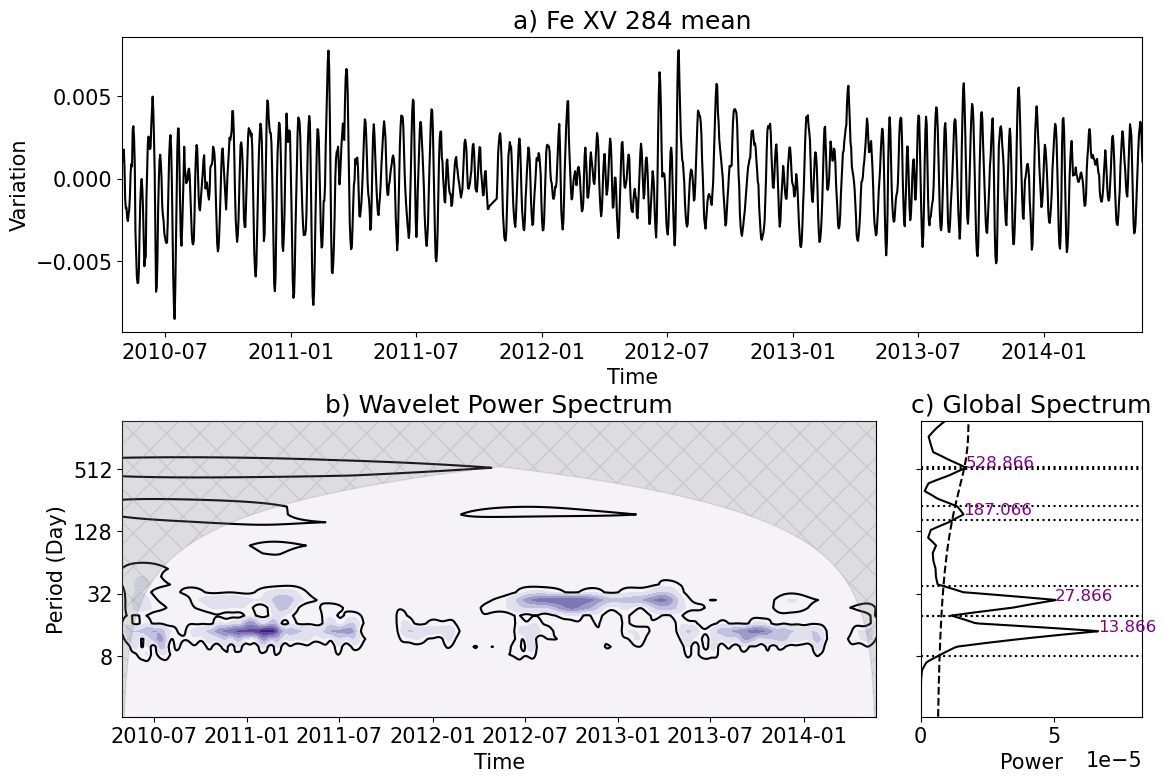 a) Fe XV 284 mean
0.005
0.000
−0.005
Variation
2010-07 2011-01 2011-07 2012-01 2012-07 2013-01 2013-07 2014-01
Time
b) Wavelet Power Spectrum
512
128
32
8
Period (Day)
2010-07 2011-01 2011-07 2012-01 2012-07 2013-01 2013-07 2014-01
Time
c) Global Spectrum
528.866
187.066
27.866
13.866
0 5
Power 1e−5